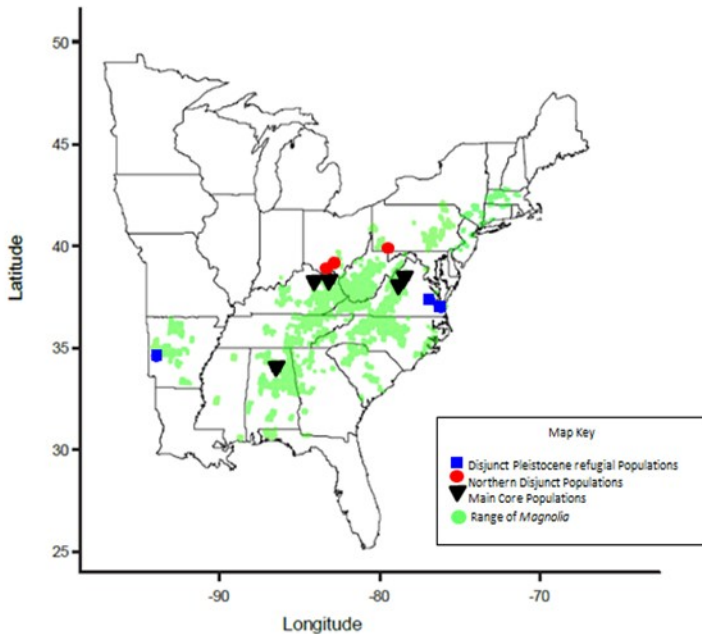 50
45
40
35
30
25
Latitude
-90
-80
-70
Longitude
Map Key
Disjunct Pleistocene refugial Populations
Northern Disjunct Populations
Main Core Populations
Range of Magnolia